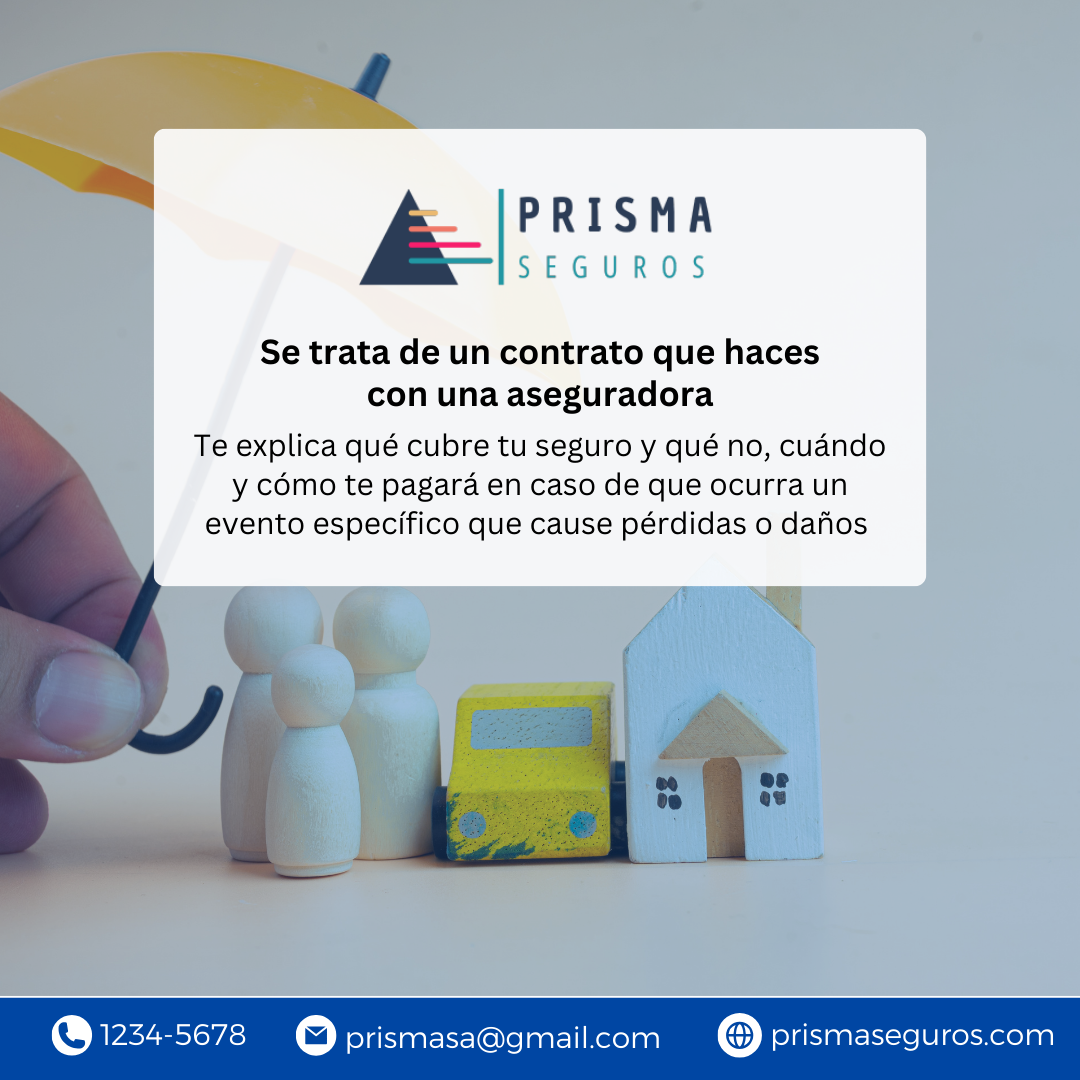 PRISMA
SEGUROS
Se trata de un contrato que haces
con una aseguradora
Te explica qué cubre tu seguro y qué no, cuándo
y cómo te pagará en caso de que ocurra un
evento específico que cause pérdidas o daños
1234-5678
prismasa@gmail.com
prismaseguros.com